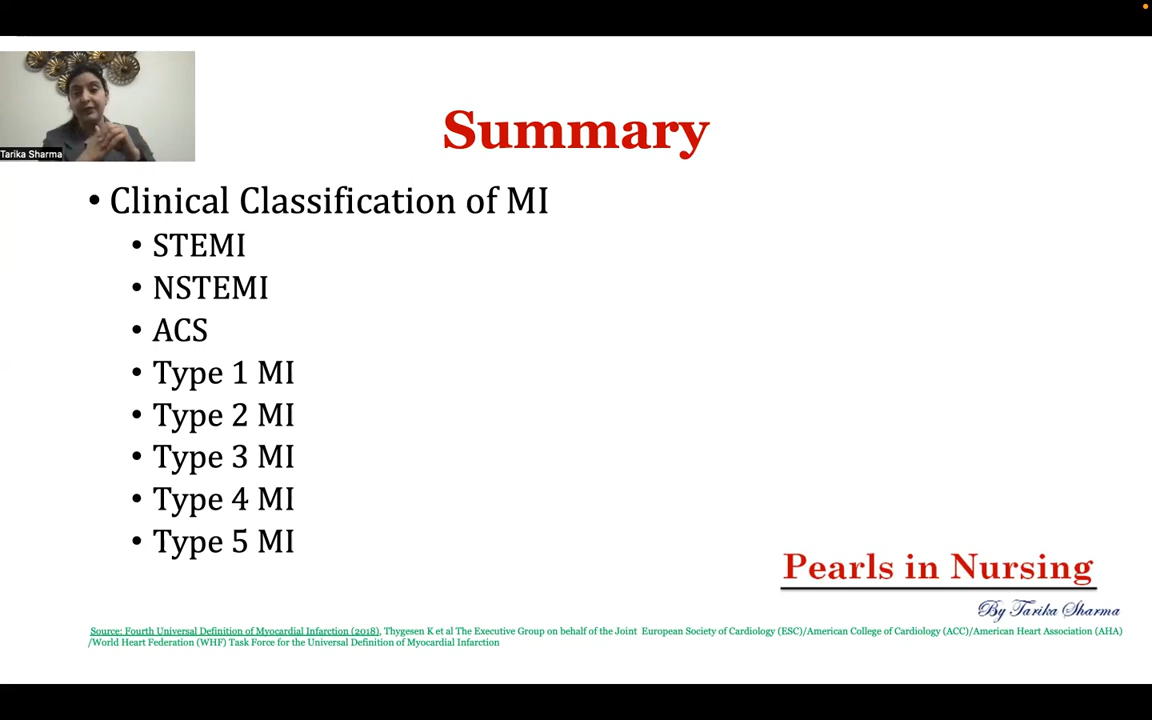 Tarika Sharma
Summary
• Clinical Classification of MI
• STEMI
• NSTEMI
• ACS
• Type 1 MI
• Type 2 MI
• Type 3 MI
• Type 4 MI
• Type 5 MI
Pearls in Nursing
By Tarika Sharma
Source: Fourth Universal Definition of Myocardial Infarction (2018), Thygesen K et al The Executive Group on behalf of the Joint European Society of Cardiology (ESC)/American College of Cardiology (ACC)/American Heart Association (AHA)
/World Heart Federation (WHF) Task Force for the Universal Definition of Myocardial Infarction